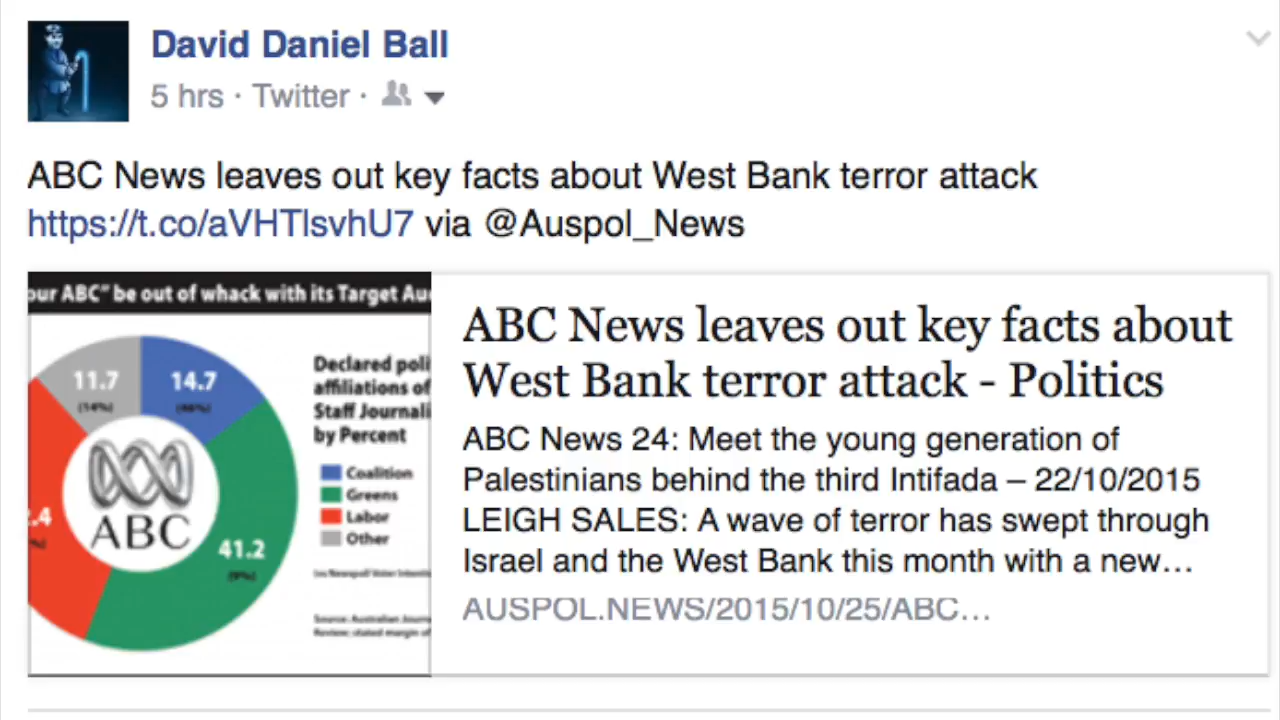 David Daniel Ball
5 hrs · Twitter ·
ABC News leaves out key facts about West Bank terror attack
https://t.co/aVHTlsvhU7 via @Auspol_News
our ABC" be out of whack with its Target Au
ABC News leaves out key facts about
West Bank terror attack - Politics
11.7
(14%)
14.7
Declared poli
affiliations of
Staff Journali
by Percent
Coalition
Greens
Labor
Other
.4
41.2
(9%)
ABC
ABC News 24: Meet the young generation of
Palestinians behind the third Intifada – 22/10/2015
LEIGH SALES: A wave of terror has swept through
Israel and the West Bank this month with a new...
AUSPOL.NEWS/2015/10/25/ABC...